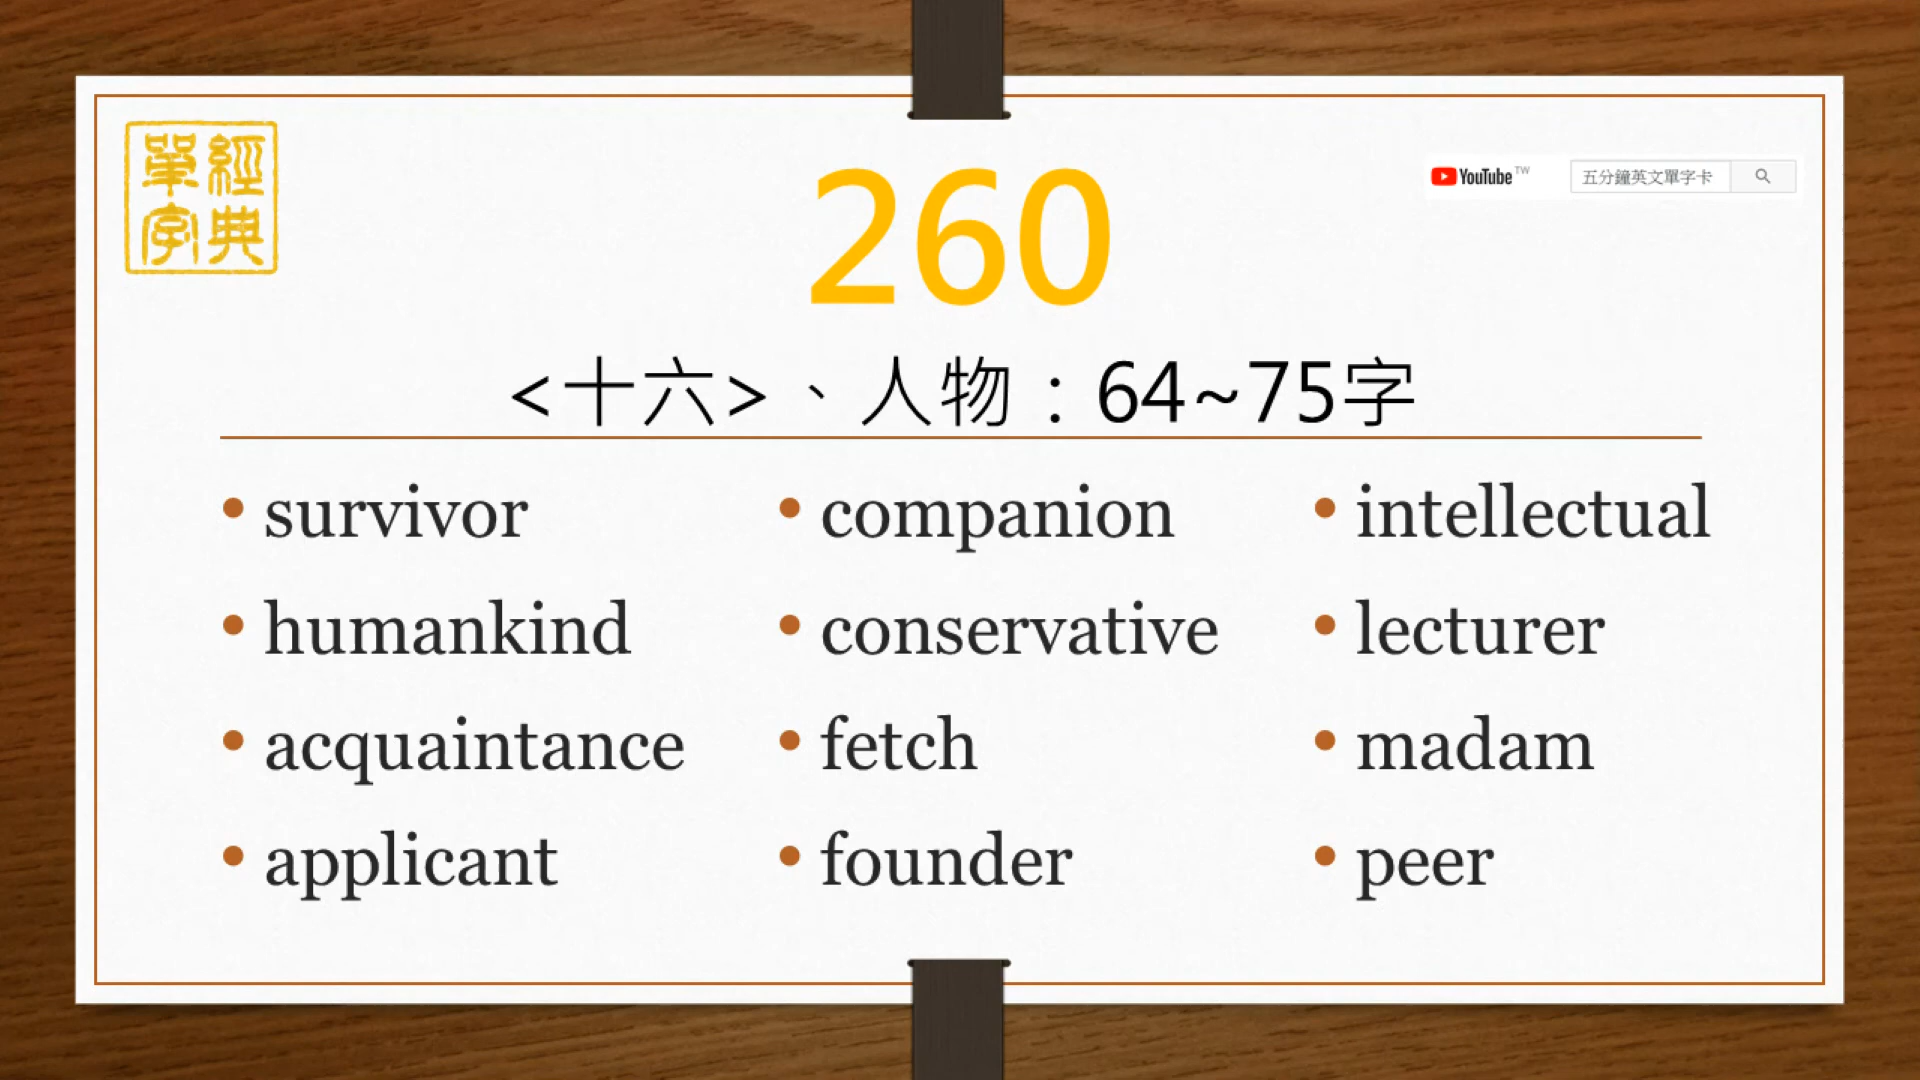 經典
單字
YouTube TW
五分鐘英文單字卡
260
<十六>、人物：64~75字
• survivor
• humankind
• acquaintance
• applicant
• companion
• conservative
• fetch
• founder
• intellectual
• lecturer
• madam
• peer